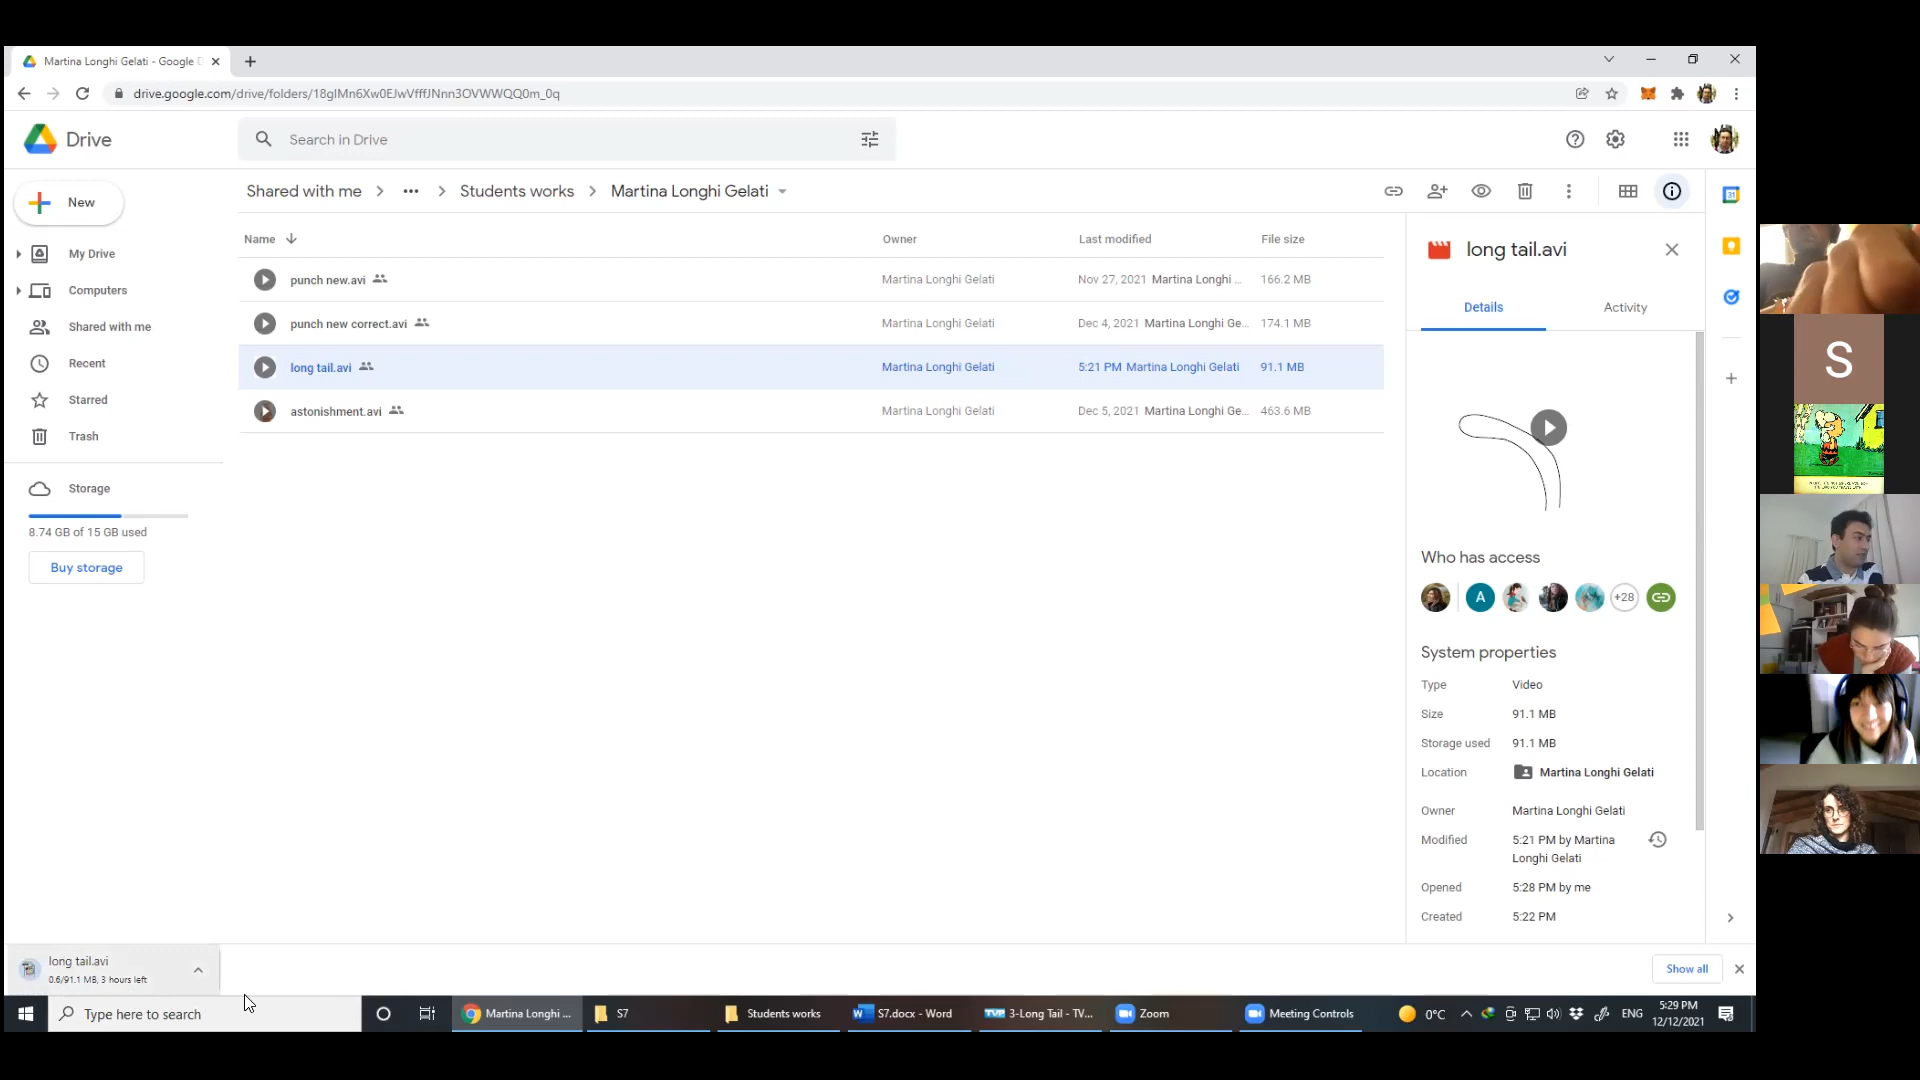 Martina Longhi Gelati - Google D
drive.google.com/drive/folders/18glMn6Xw0EJwVfffJNnn3OVWWQQ0m_0q
Drive
Search in Drive
New
Shared with me > ... > Students works > Martina Longhi Gelati
My Drive
Computers
Shared with me
Recent
Starred
Trash
Storage
8.74 GB of 15 GB used
Buy storage
Name Owner Last modified File size
punch new.avi Martina Longhi Gelati Nov 27, 2021 Martina Longhi ... 166.2 MB
punch new correct.avi Martina Longhi Gelati Dec 4, 2021 Martina Longhi Ge... 174.1 MB
long tail.avi Martina Longhi Gelati 5:21 PM Martina Longhi Gelati 91.1 MB
astonishment.avi Martina Longhi Gelati Dec 5, 2021 Martina Longhi Ge... 463.6 MB
long tail.avi
Details Activity
Who has access
A +28
System properties
Type Video
Size 91.1 MB
Storage used 91.1 MB
Location Martina Longhi Gelati
Owner Martina Longhi Gelati
Modified 5:21 PM by Martina
Longhi Gelati
Opened 5:28 PM by me
Created 5:22 PM
31
S
long tail.avi
0.6/91.1 MB, 3 hours left
Show all
Type here to search
Martina Longhi ...
S7
Students works
S7.docx - Word
3-Long Tail - TV...
Zoom
Meeting Controls
0°C
ENG
5:29 PM
12/12/2021